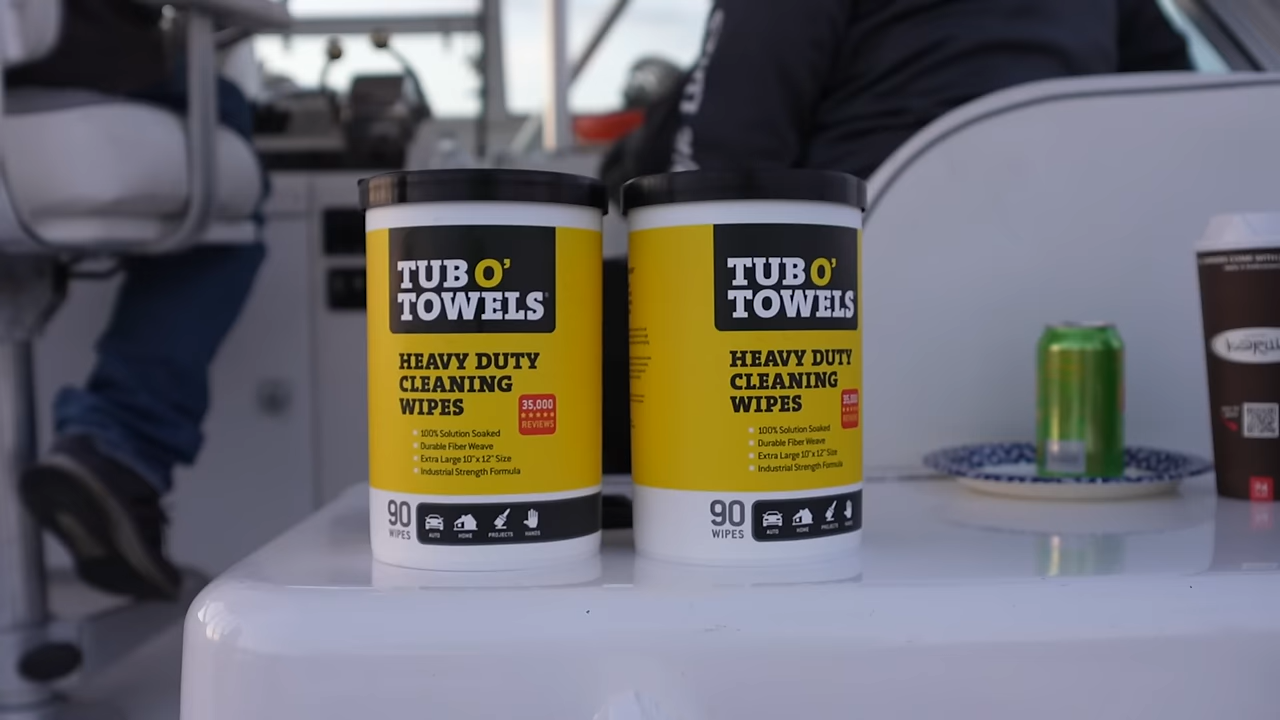 TUB O'
TOWELS
HEAVY DUTY
CLEANING
WIPES
35,000
REVIEWS
100% Solution Soaked
Durable Fiber Weave
Extra Large 10"x 12" Size
Industrial Strength Formula
90
WIPES
AUTO
HOME
PROJECTS
HANDS
TUB O'
TOWELS
HEAVY DUTY
CLEANING
WIPES
REVIEWS
100% Solution Soaked
Durable Fiber Weave
Extra Large 10"x 12" Size
Industrial Strength Formula
90
WIPES
AUTO
HOME
PROJECTS
HANDS